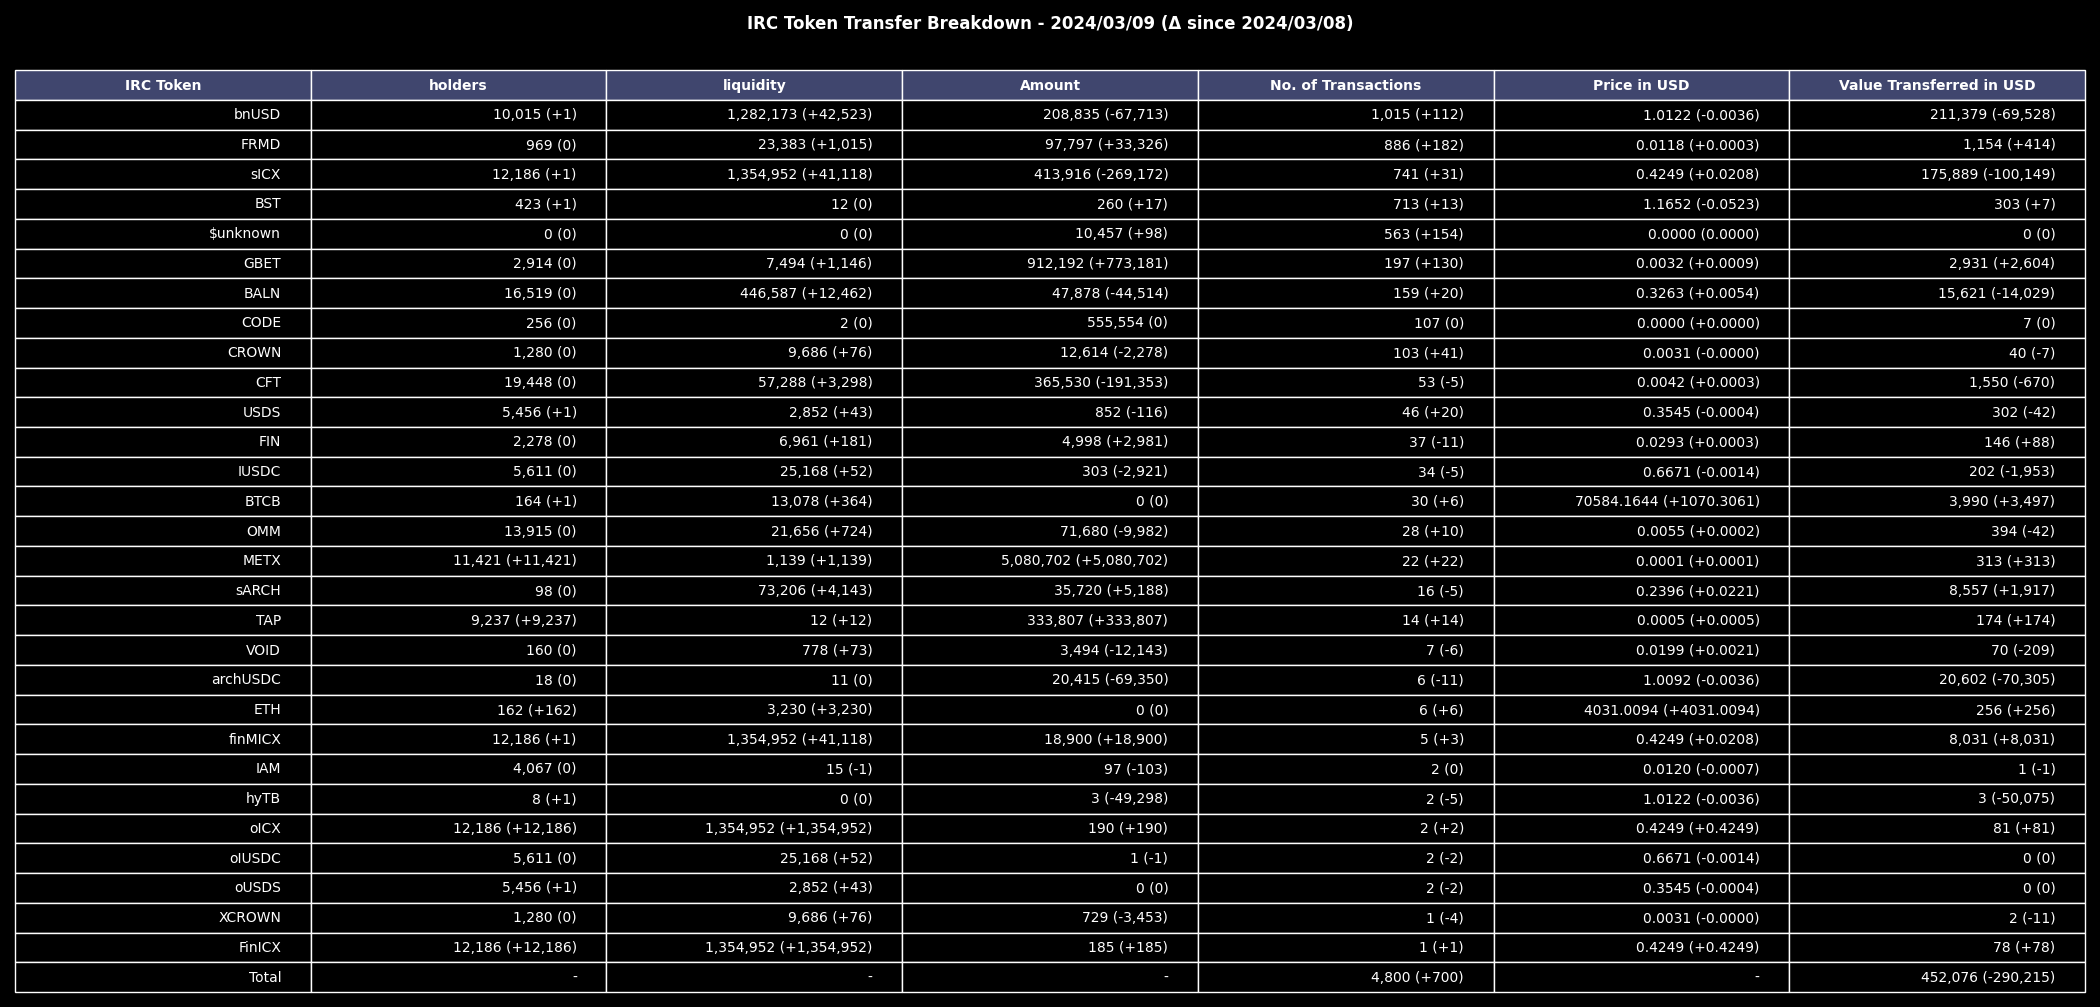 IRC Token Transfer Breakdown - 2024/03/09 (Δ since 2024/03/08)
IRC Token holders liquidity Amount No. of Transactions Price in USD Value Transferred in USD
bnUSD 10,015 (+1) 1,282,173 (+42,523) 208,835 (-67,713) 1,015 (+112) 1.0122 (-0.0036) 211,379 (-69,528)
FRMD 969 (0) 23,383 (+1,015) 97,797 (+33,326) 886 (+182) 0.0118 (+0.0003) 1,154 (+414)
sICX 12,186 (+1) 1,354,952 (+41,118) 413,916 (-269,172) 741 (+31) 0.4249 (+0.0208) 175,889 (-100,149)
BST 423 (+1) 12 (0) 260 (+17) 713 (+13) 1.1652 (-0.0523) 303 (+7)
$unknown 0 (0) 0 (0) 10,457 (+98) 563 (+154) 0.0000 (0.0000) 0 (0)
GBET 2,914 (0) 7,494 (+1,146) 912,192 (+773,181) 197 (+130) 0.0032 (+0.0009) 2,931 (+2,604)
BALN 16,519 (0) 446,587 (+12,462) 47,878 (-44,514) 159 (+20) 0.3263 (+0.0054) 15,621 (-14,029)
CODE 256 (0) 2 (0) 555,554 (0) 107 (0) 0.0000 (+0.0000) 7 (0)
CROWN 1,280 (0) 9,686 (+76) 12,614 (-2,278) 103 (+41) 0.0031 (-0.0000) 40 (-7)
CFT 19,448 (0) 57,288 (+3,298) 365,530 (-191,353) 53 (-5) 0.0042 (+0.0003) 1,550 (-670)
USDS 5,456 (+1) 2,852 (+43) 852 (-116) 46 (+20) 0.3545 (-0.0004) 302 (-42)
FIN 2,278 (0) 6,961 (+181) 4,998 (+2,981) 37 (-11) 0.0293 (+0.0003) 146 (+88)
IUSDC 5,611 (0) 25,168 (+52) 303 (-2,921) 34 (-5) 0.6671 (-0.0014) 202 (-1,953)
BTCB 164 (+1) 13,078 (+364) 0 (0) 30 (+6) 70584.1644 (+1070.3061) 3,990 (+3,497)
OMM 13,915 (0) 21,656 (+724) 71,680 (-9,982) 28 (+10) 0.0055 (+0.0002) 394 (-42)
METX 11,421 (+11,421) 1,139 (+1,139) 5,080,702 (+5,080,702) 22 (+22) 0.0001 (+0.0001) 313 (+313)
sARCH 98 (0) 73,206 (+4,143) 35,720 (+5,188) 16 (-5) 0.2396 (+0.0221) 8,557 (+1,917)
TAP 9,237 (+9,237) 12 (+12) 333,807 (+333,807) 14 (+14) 0.0005 (+0.0005) 174 (+174)
VOID 160 (0) 778 (+73) 3,494 (-12,143) 7 (-6) 0.0199 (+0.0021) 70 (-209)
archUSDC 18 (0) 11 (0) 20,415 (-69,350) 6 (-11) 1.0092 (-0.0036) 20,602 (-70,305)
ETH 162 (+162) 3,230 (+3,230) 0 (0) 6 (+6) 4031.0094 (+4031.0094) 256 (+256)
finMICX 12,186 (+1) 1,354,952 (+41,118) 18,900 (+18,900) 5 (+3) 0.4249 (+0.0208) 8,031 (+8,031)
IAM 4,067 (0) 15 (-1) 97 (-103) 2 (0) 0.0120 (-0.0007) 1 (-1)
hyTB 8 (+1) 0 (0) 3 (-49,298) 2 (-5) 1.0122 (-0.0036) 3 (-50,075)
oICX 12,186 (+12,186) 1,354,952 (+1,354,952) 190 (+190) 2 (+2) 0.4249 (+0.4249) 81 (+81)
oIUSDC 5,611 (0) 25,168 (+52) 1 (-1) 2 (-2) 0.6671 (-0.0014) 0 (0)
oUSDS 5,456 (+1) 2,852 (+43) 0 (0) 2 (-2) 0.3545 (-0.0004) 0 (0)
XCROWN 1,280 (0) 9,686 (+76) 729 (-3,453) 1 (-4) 0.0031 (-0.0000) 2 (-11)
FinICX 12,186 (+12,186) 1,354,952 (+1,354,952) 185 (+185) 1 (+1) 0.4249 (+0.4249) 78 (+78)
Total - - - 4,800 (+700) - 452,076 (-290,215)